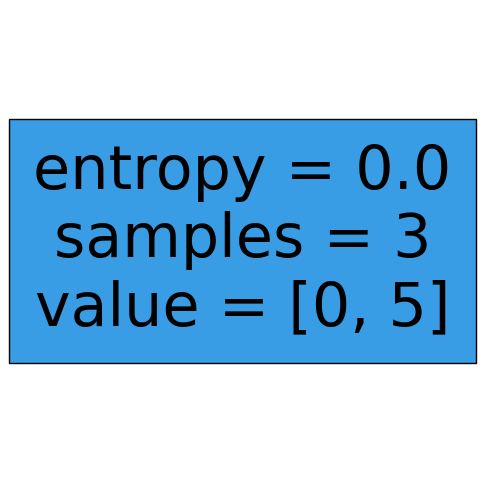 entropy = 0.0
samples = 3
value = [0, 5]